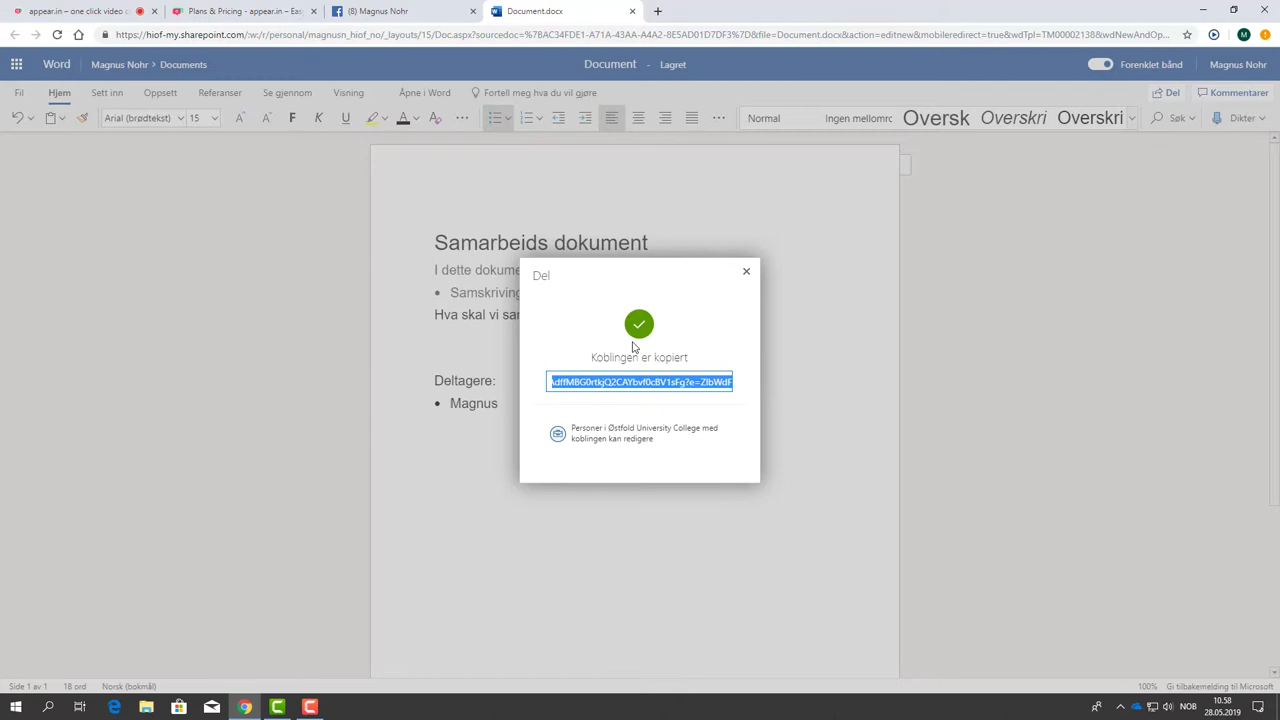 appear.in – one click video c
Plans & Pricing - appear.in – Eas
(8) Magnus Nohr
Document.docx
https://hiof-my.sharepoint.com/:w:/r/personal/magnusn_hiof_no/_layouts/15/Doc.aspx?sourcedoc=%7BAC34FDE1-A71A-43AA-A4A2-8E5AD01D7DF3%7D&file=Document.docx&action=editnew&mobileredirect=true&wdTpl=TM00002138&wdNewAndOp...
M
Word
Magnus Nohr > Documents
Document - Lagret
Forenklet bånd
Magnus Nohr
Fil
Hjem
Sett inn
Oppsett
Referanser
Se gjennom
Visning
Åpne i Word
Fortell meg hva du vil gjøre
Del
Kommentarer
Arial (brødtekst)
15
F
K
U
A
Normal
Ingen mellomrc
Oversk
Overskri
Overskri
Søk
Dikter
Samarbeids dokument
I dette dokume
• Samskriving
Hva skal vi sar
Deltagere:
• Magnus
Del
Koblingen er kopiert
Personer i Østfold University College med
koblingen kan redigere
Side 1 av 1
18 ord
Norsk (bokmål)
100%
Gi tilbakemelding til Microsoft
NOB
10.58
28.05.2019